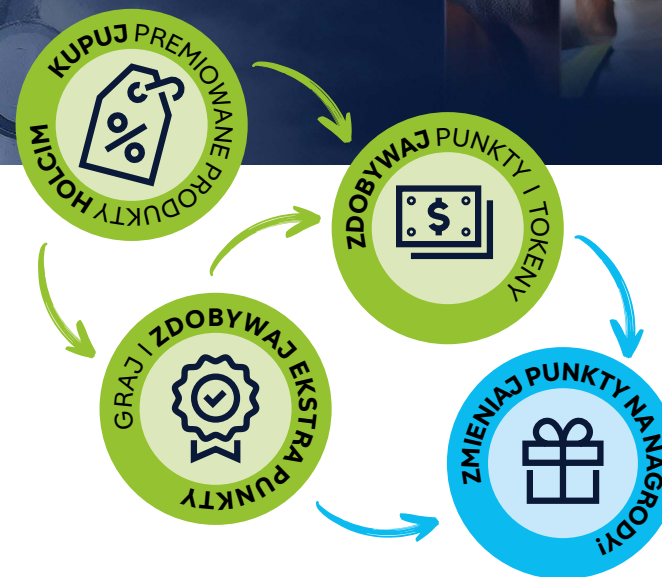 KUPUJ PREMIOWANE PRODUKTY HOLCIM
ZDOBYWAJ PUNKTY I TOKENY
$
%
GRAJ I ZDOBYWAJ EKSTRA PUNKTY
ZMIENIAJ PUNKTY NA NAGRODY!